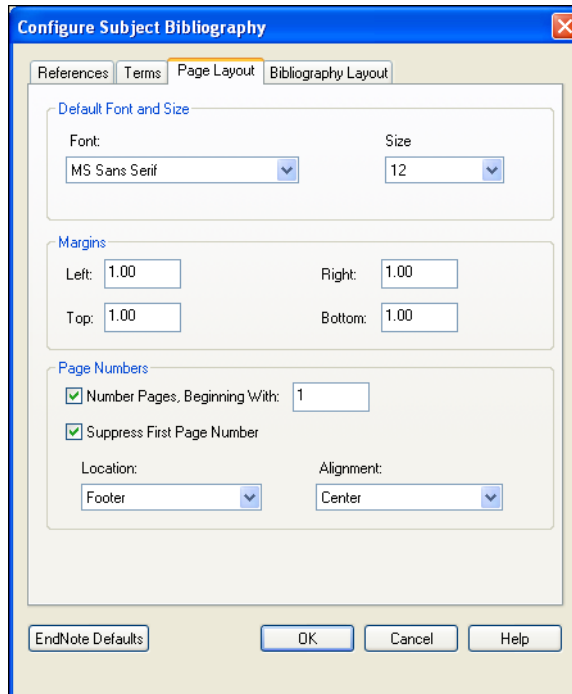 Configure Subject Bibliography
References Terms Page Layout Bibliography Layout
Default Font and Size
Font: Size
MS Sans Serif 12
Margins
Left: 1.00 Right: 1.00
Top: 1.00 Bottom: 1.00
Page Numbers
Number Pages, Beginning With: 1
Suppress First Page Number
Location: Alignment:
Footer Center
EndNote Defaults OK Cancel Help